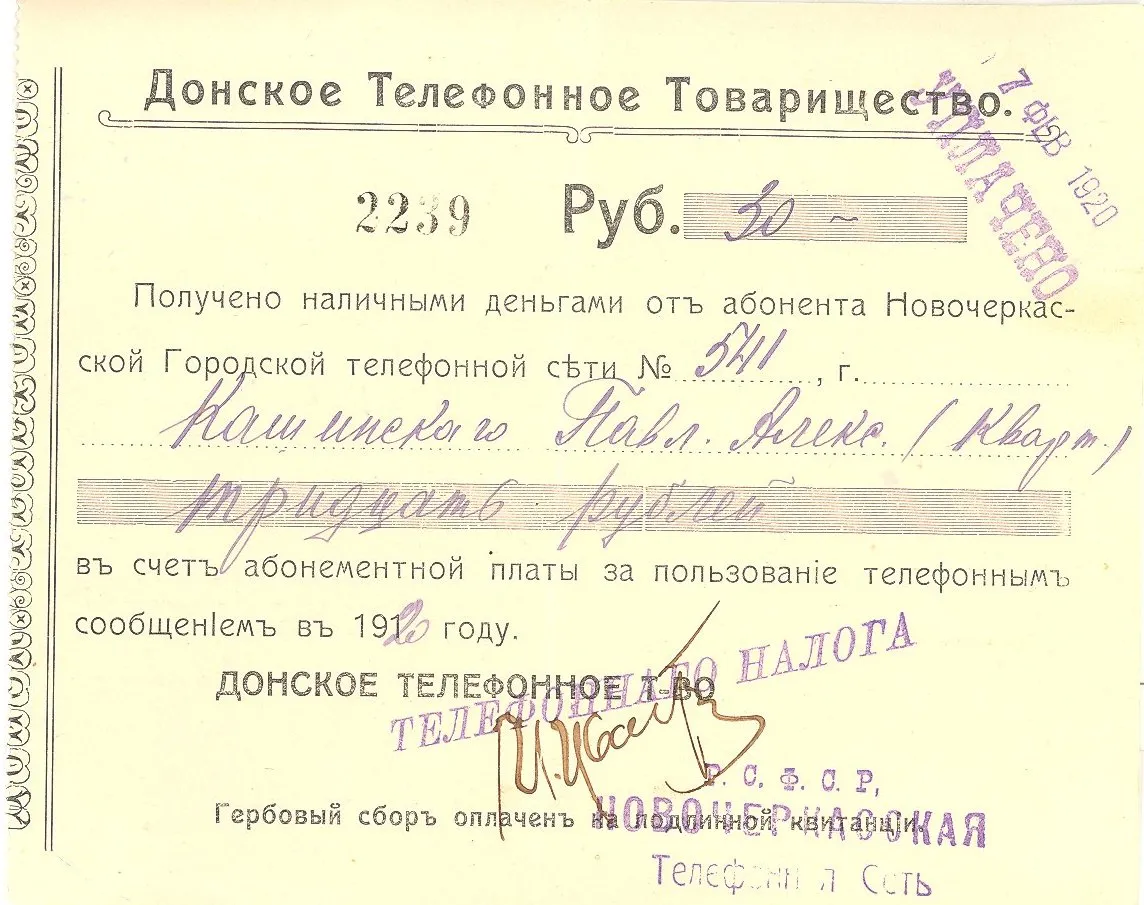 Донское Телефонное Товарищество.
7 ФЕВ 1920
УПЛАЧЕНО
2239 Руб. 30 ~
Получено наличными деньгами отъ абонента Новочеркас-
ской Городской телефонной сѣти № 541, г.
Кашинскаго Павл. Алекс. (Кварт.)
тридцать рублей
въ счетъ абонементной платы за пользованіе телефоннымъ
сообщеніемъ въ 1920 году.
ДОНСКОЕ ТЕЛЕФОННОЕ Т-ВО
ТЕЛЕФОННАГО НАЛОГА
Р. С. Ф. С. Р,
Гербовый сборъ оплаченъ на подлинной квитанціи.
НОВОЧЕРКАССКАЯ
Телефонная Сеть